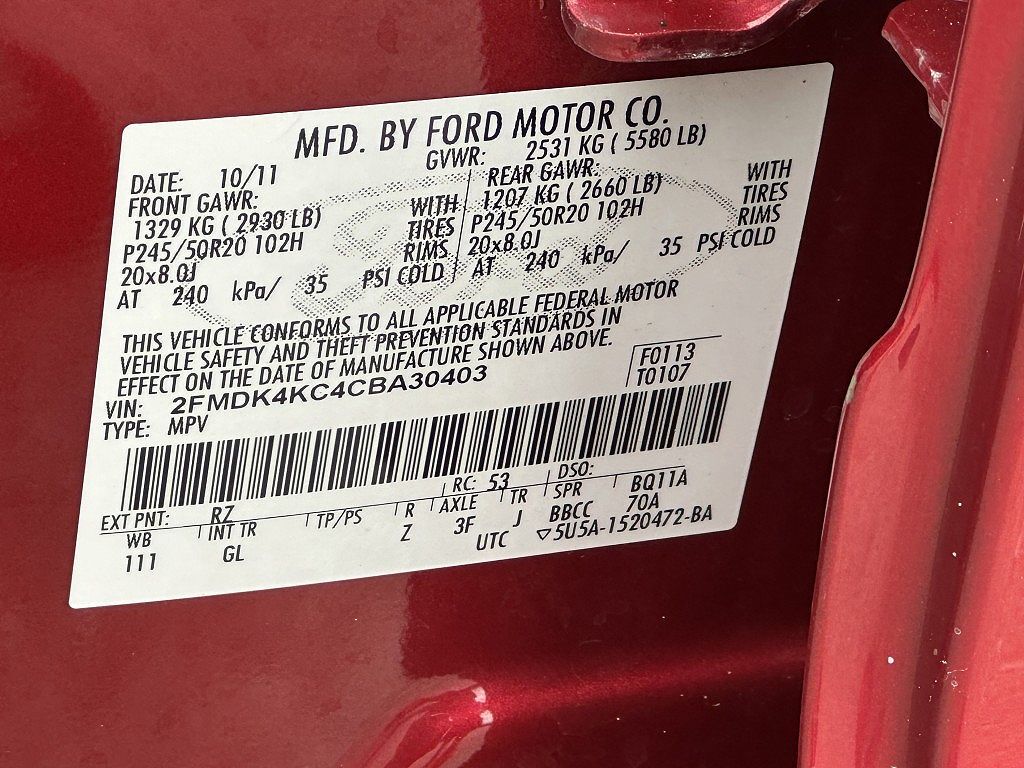 MFD. BY FORD MOTOR CO.
DATE: 10/11 GVWR: 2531 KG ( 5580 LB)
FRONT GAWR: REAR GAWR:
1329 KG ( 2930 LB) WITH 1207 KG ( 2660 LB) WITH
P245/50R20 102H TIRES P245/50R20 102H TIRES
20x8.0J RIMS 20x8.0J RIMS
AT 240 kPa/ 35 PSI COLD AT 240 kPa/ 35 PSI COLD
THIS VEHICLE CONFORMS TO ALL APPLICABLE FEDERAL MOTOR
VEHICLE SAFETY AND THEFT PREVENTION STANDARDS IN
EFFECT ON THE DATE OF MANUFACTURE SHOWN ABOVE.
F0113
VIN: 2FMDK4KC4CBA30403 T0107
TYPE: MPV
EXT PNT: RZ RC: 53 DSO: BQ11A
WB INT TR TP/PS R AXLE TR SPR 70A
111 GL Z 3F J BBCC
UTC ▽5U5A-1520472-BA